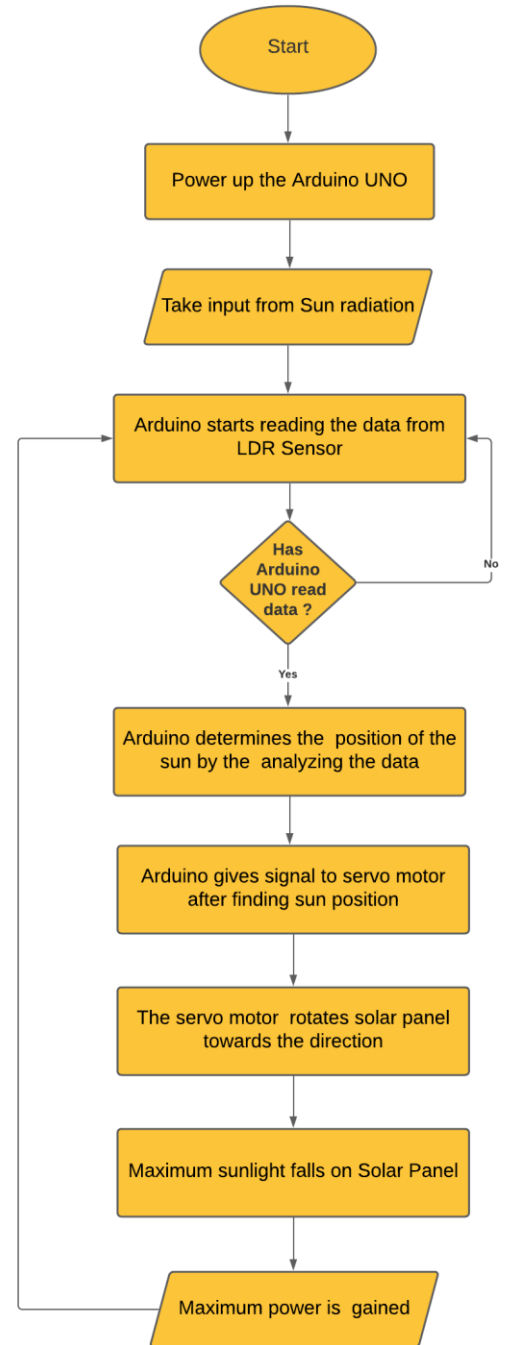 Start
Power up the Arduino UNO
Take input from Sun radiation
Arduino starts reading the data from
LDR Sensor
Has
Arduino
UNO read
data ?
No
Yes
Arduino determines the position of the
sun by the analyzing the data
Arduino gives signal to servo motor
after finding sun position
The servo motor rotates solar panel
towards the direction
Maximum sunlight falls on Solar Panel
Maximum power is gained